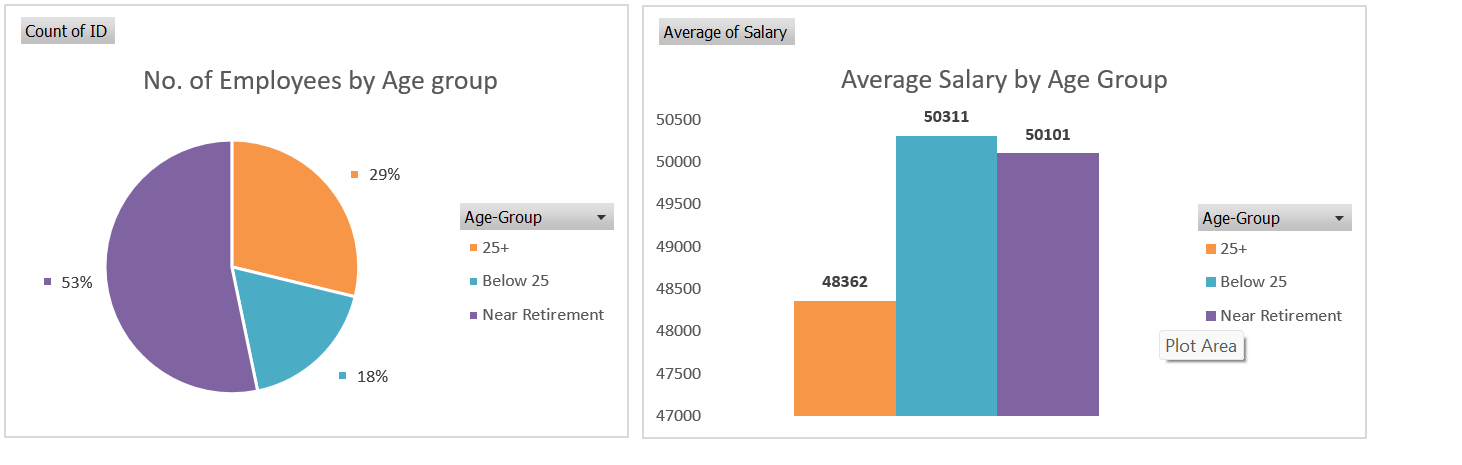 Count of ID
No. of Employees by Age group
29%
53%
18%
Age-Group
25+
Below 25
Near Retirement
Average of Salary
Average Salary by Age Group
50500
50000
49500
49000
48500
48000
47500
47000
48362
50311
50101
Age-Group
25+
Below 25
Near Retirement
Plot Area